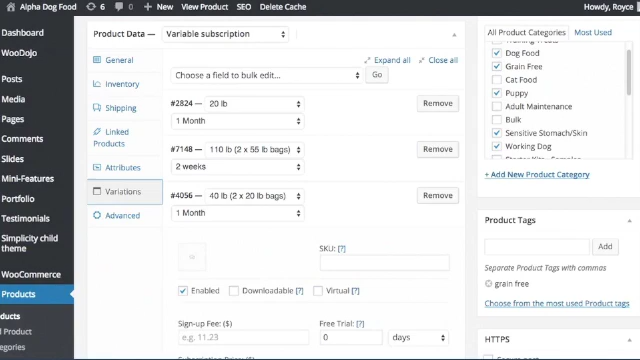 Alpha Dog Food 6 0 + New View Product SEO Delete Cache Howdy, Royce
Dashboard
WooDojo
Posts
Media
Pages
Comments
Slides
Mini-Features
Portfolio
Testimonials
Simplicity child
theme
WooCommerce
Products
ducts
d Product
egories
Product Data — Variable subscription
General
Inventory
Shipping
Linked
Products
Attributes
Variations
Advanced
Expand all Close all
Choose a field to bulk edit... Go
#2824 — 20 lb Remove
1 Month
#7148 — 110 lb (2 x 55 lb bags) Remove
2 weeks
#4056 — 40 lb (2 x 20 lb bags) Remove
1 Month
SKU: [?]
Enabled Downloadable [?] Virtual [?]
Sign-up Fee: ($) Free Trial: [?]
e.g. 11.23 0 days
All Product Categories Most Used
Dog Food
Grain Free
Cat Food
Puppy
Adult Maintenance
Bulk
Sensitive Stomach/Skin
Working Dog
+ Add New Product Category
Product Tags
Add
Separate Product Tags with commas
grain free
Choose from the most used Product tags
HTTPS